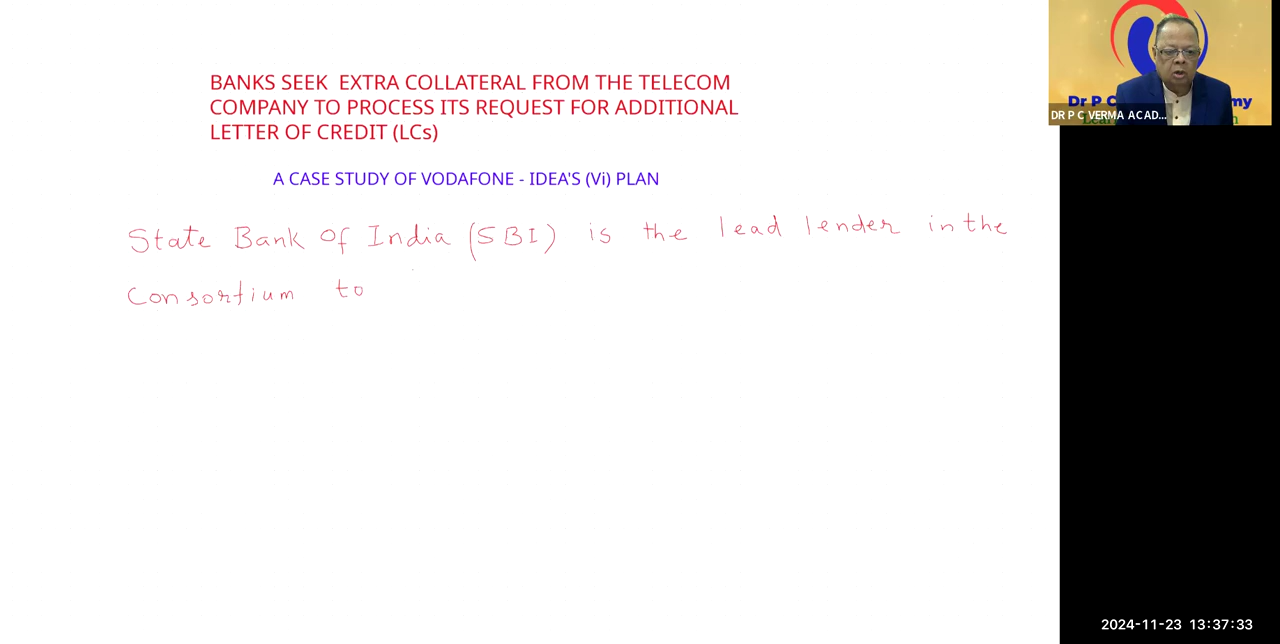 BANKS SEEK EXTRA COLLATERAL FROM THE TELECOM
COMPANY TO PROCESS ITS REQUEST FOR ADDITIONAL
LETTER OF CREDIT (LCs)
A CASE STUDY OF VODAFONE - IDEA'S (Vi) PLAN
State Bank of India (SBI) is the lead lender in the
Consortium to
Dr P C
my
DR P C VERMA ACAD...
2024-11-23 13:37:33